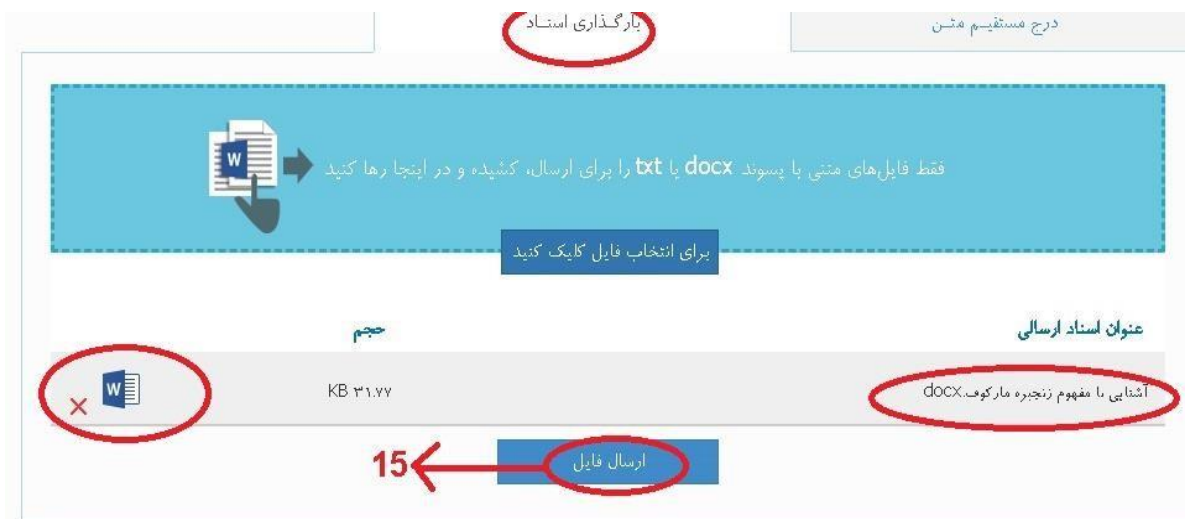 درج مستقیم متن
بارگذاری اسناد
فقط فایل‌های متنی با پسوند docx یا txt را برای ارسال، کشیده و در اینجا رها کنید
برای انتخاب فایل کلیک کنید
عنوان اسناد ارسالی
حجم
آشنایی با مفهوم زنجیره مارکوف.docx
KB ۳۱.۷۷
W
ارسال فایل
15